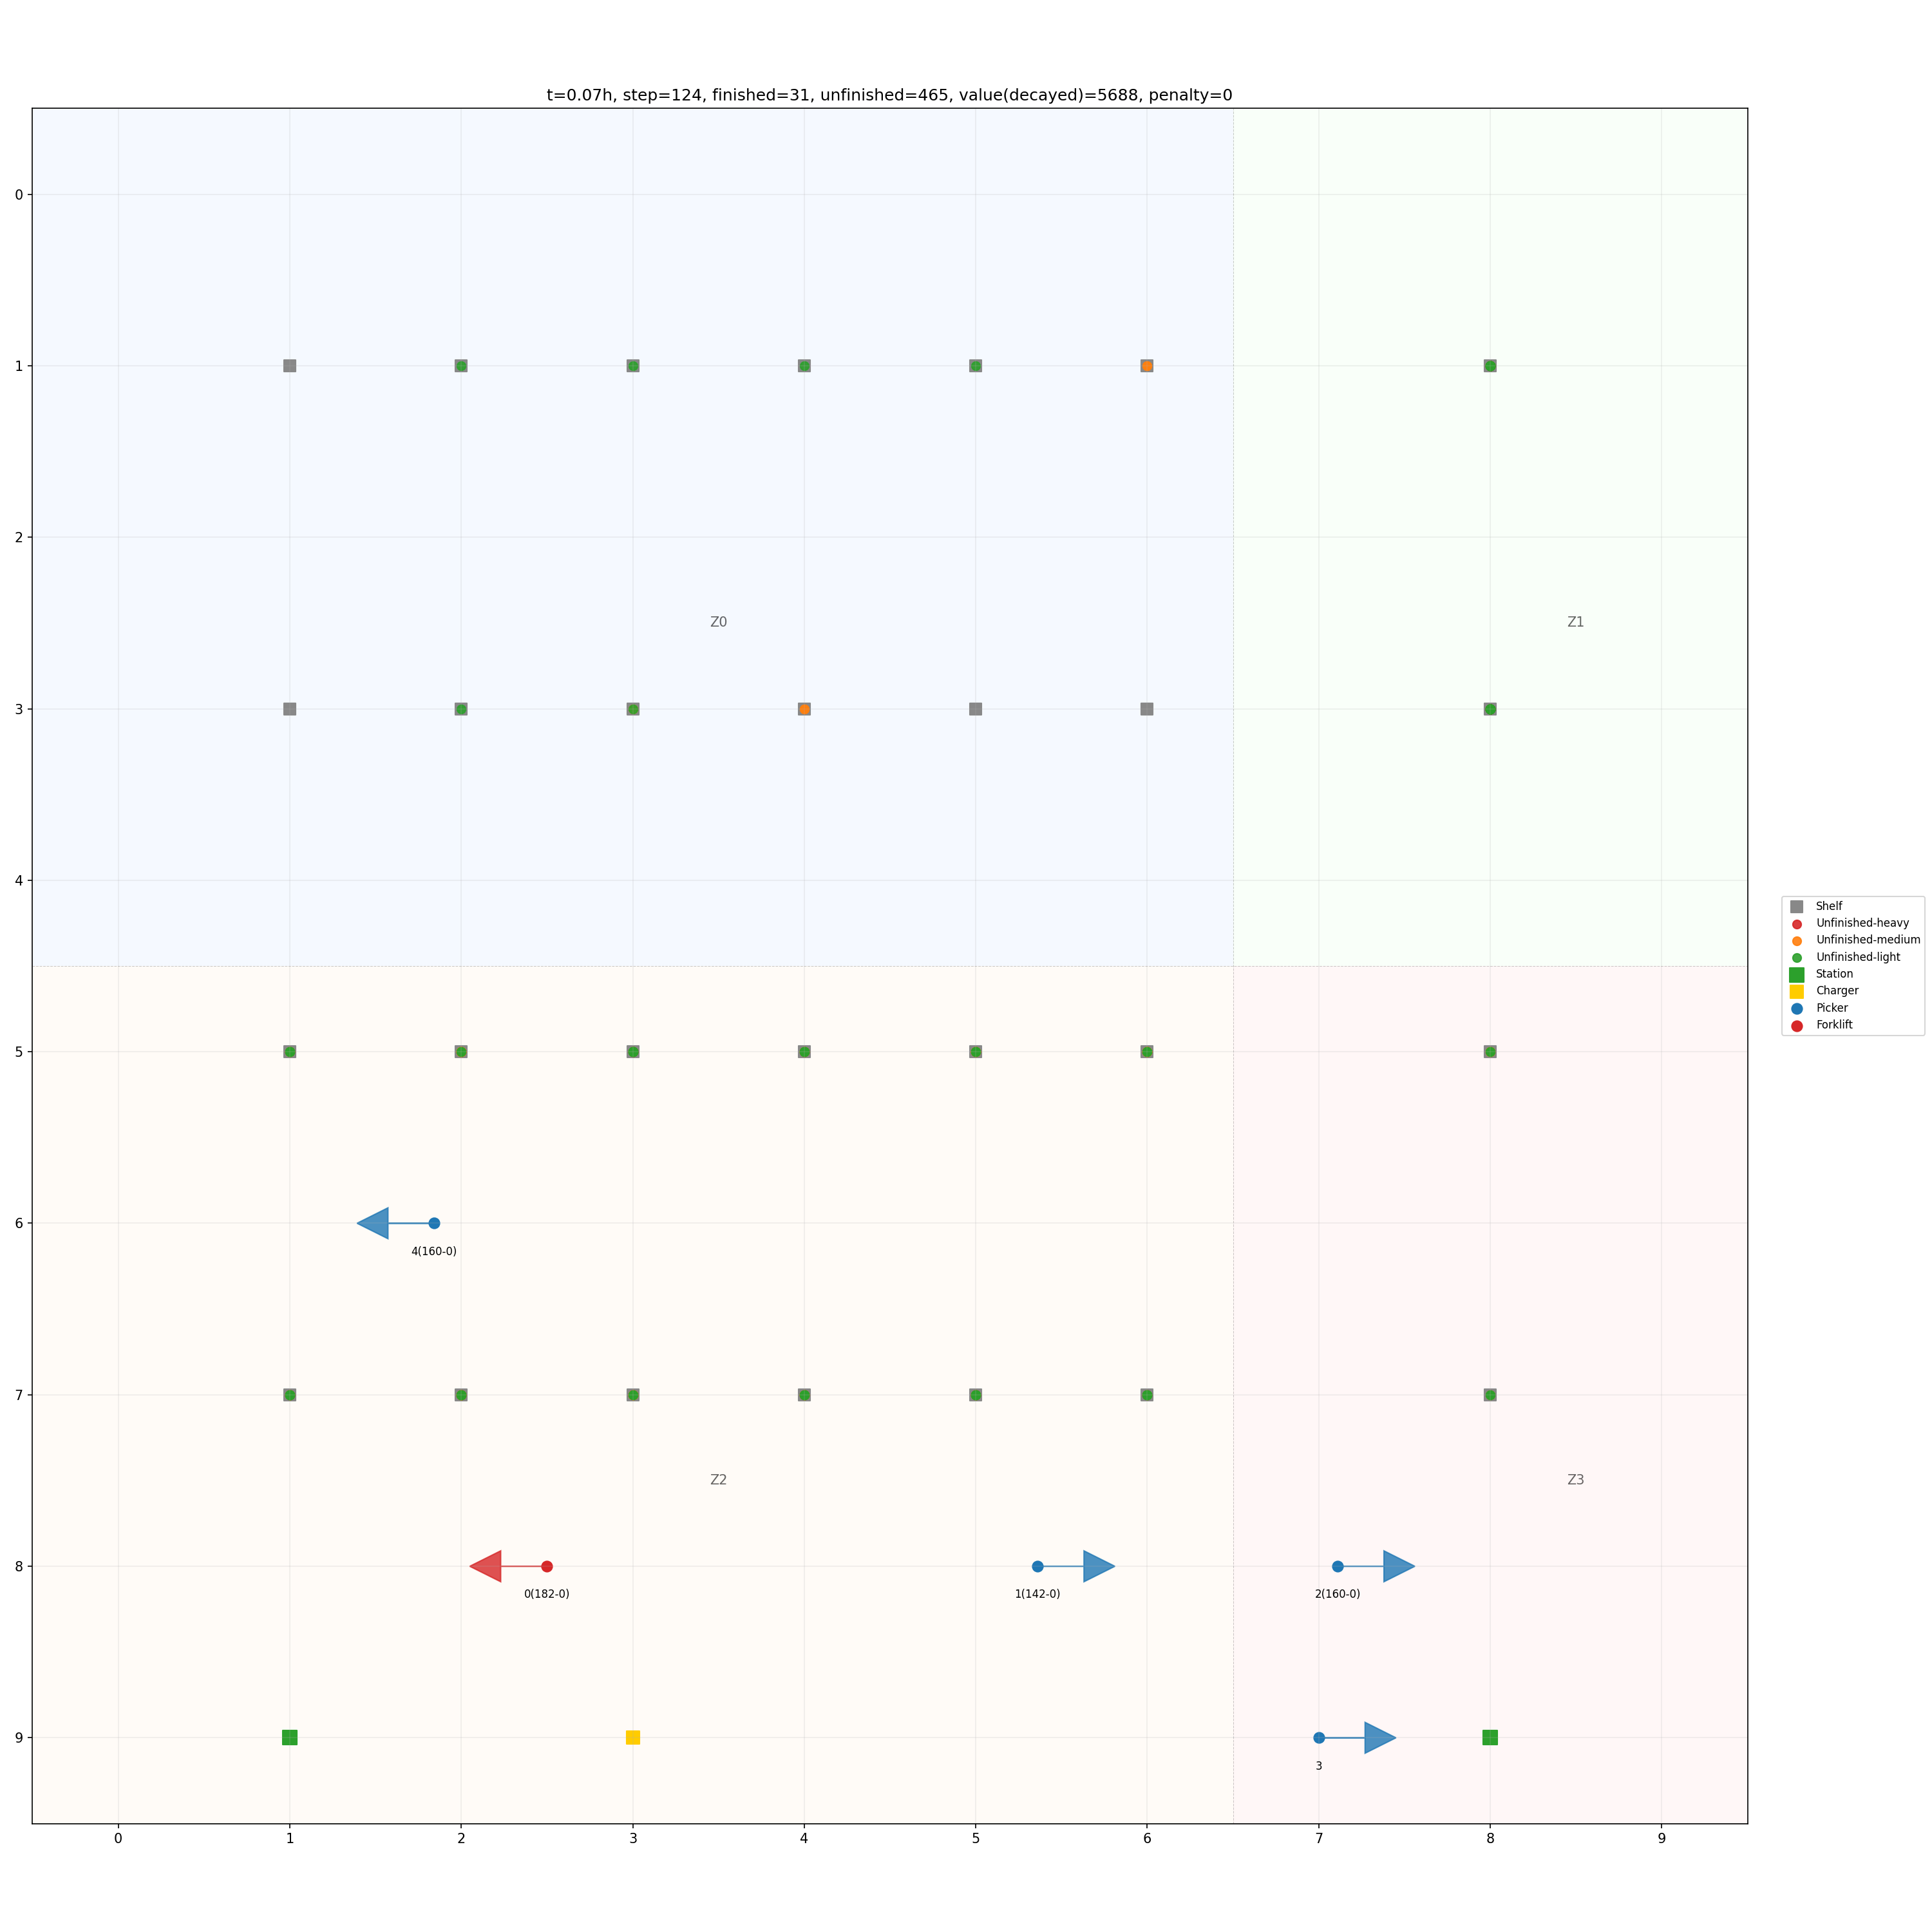 t=0.07h, step=124, finished=31, unfinished=465, value(decayed)=5688, penalty=0
0
1
2
Z0
Z1
3
4
Shelf
Unfinished-heavy
Unfinished-medium
Unfinished-light
Station
Charger
Picker
Forklift
5
6
4(160-0)
7
Z2
Z3
8
0(182-0)
1(142-0)
2(160-0)
9
3
0 1 2 3 4 5 6 7 8 9